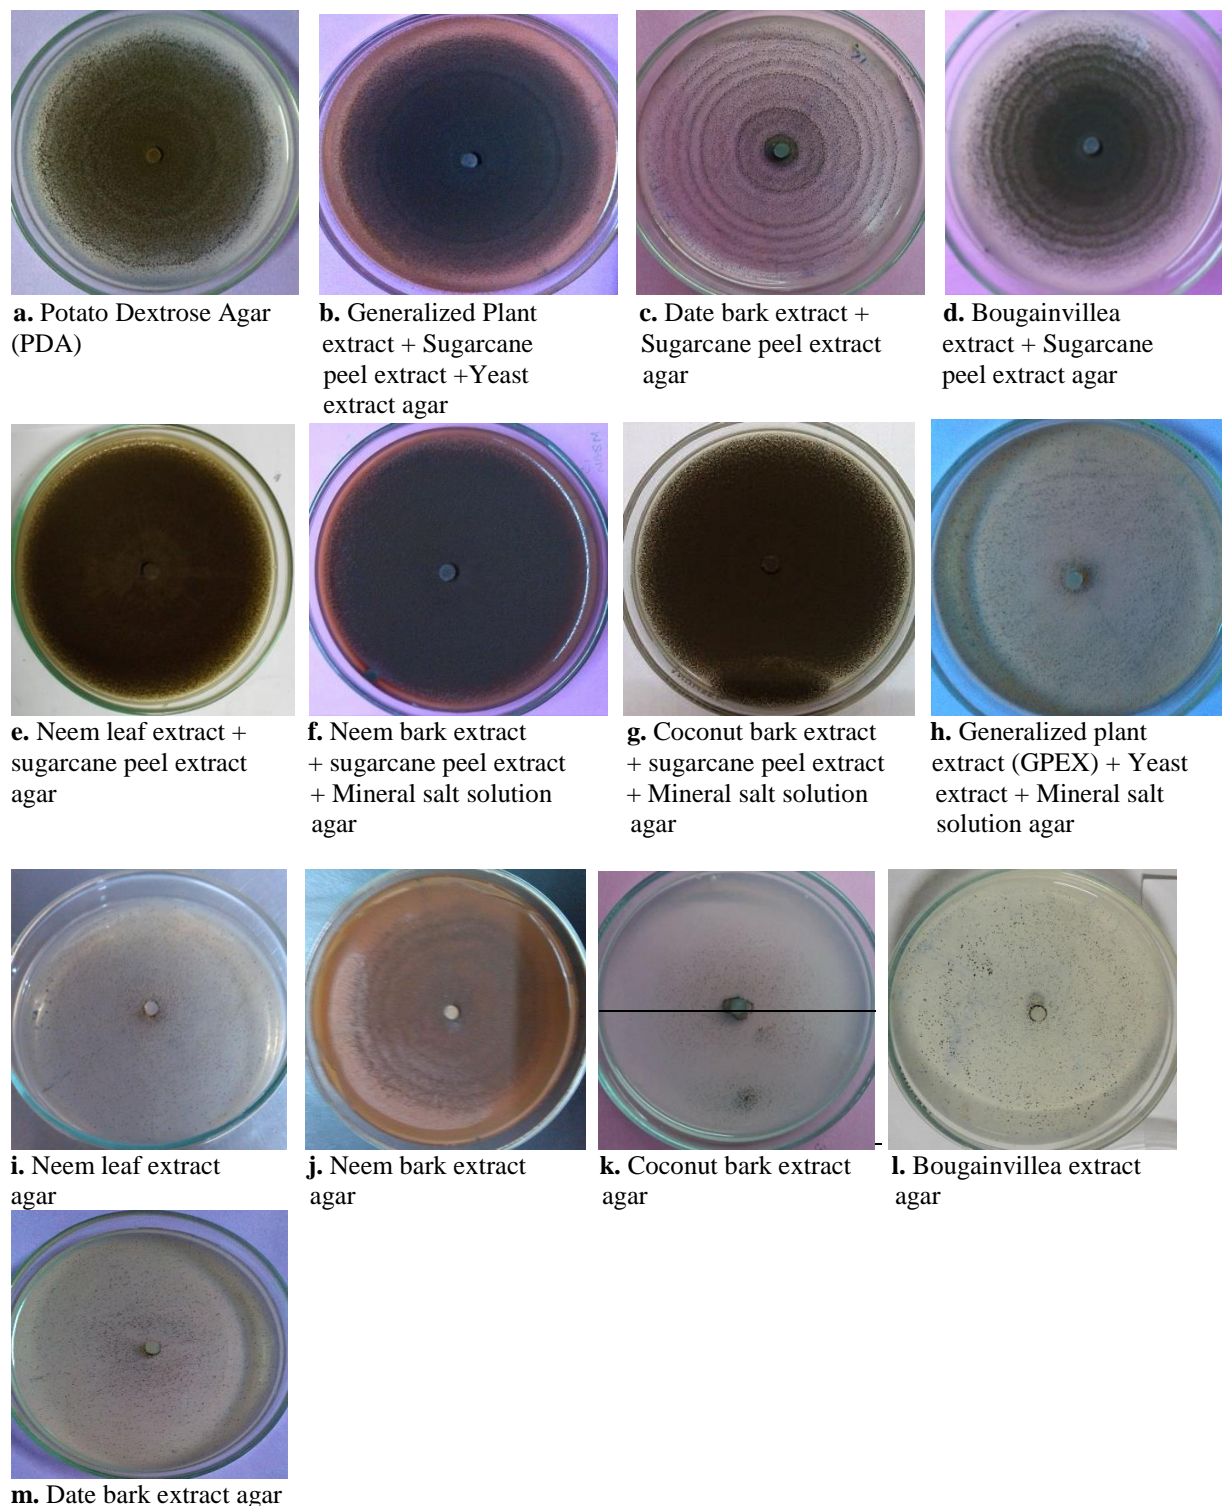 a. Potato Dextrose Agar
(PDA)
b. Generalized Plant
extract + Sugarcane
peel extract +Yeast
extract agar
c. Date bark extract +
Sugarcane peel extract
agar
d. Bougainvillea
extract + Sugarcane
peel extract agar
e. Neem leaf extract +
sugarcane peel extract
agar
f. Neem bark extract
+ sugarcane peel extract
+ Mineral salt solution
agar
g. Coconut bark extract
+ sugarcane peel extract
+ Mineral salt solution
agar
h. Generalized plant
extract (GPEX) + Yeast
extract + Mineral salt
solution agar
i. Neem leaf extract
agar
j. Neem bark extract
agar
k. Coconut bark extract
agar
l. Bougainvillea extract
agar
m. Date bark extract agar